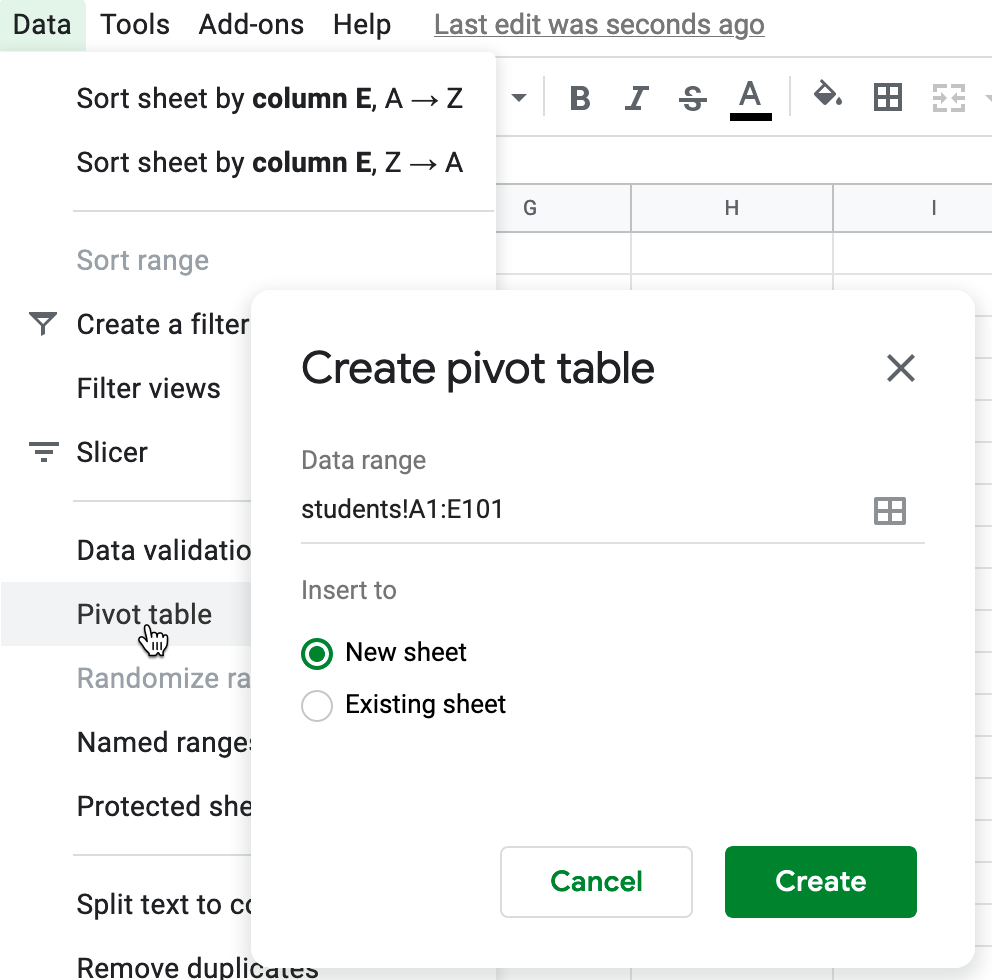 Data Tools Add-ons Help Last edit was seconds ago
Sort sheet by column E, A → Z
B I S A
Sort sheet by column E, Z → A
G H I
Sort range
Create a filter
Filter views
Slicer
Data validatio
Pivot table
Randomize ra
Named ranges
Protected she
Split text to co
Remove duplicates
Create pivot table
Data range
students!A1:E101
Insert to
New sheet
Existing sheet
Cancel Create